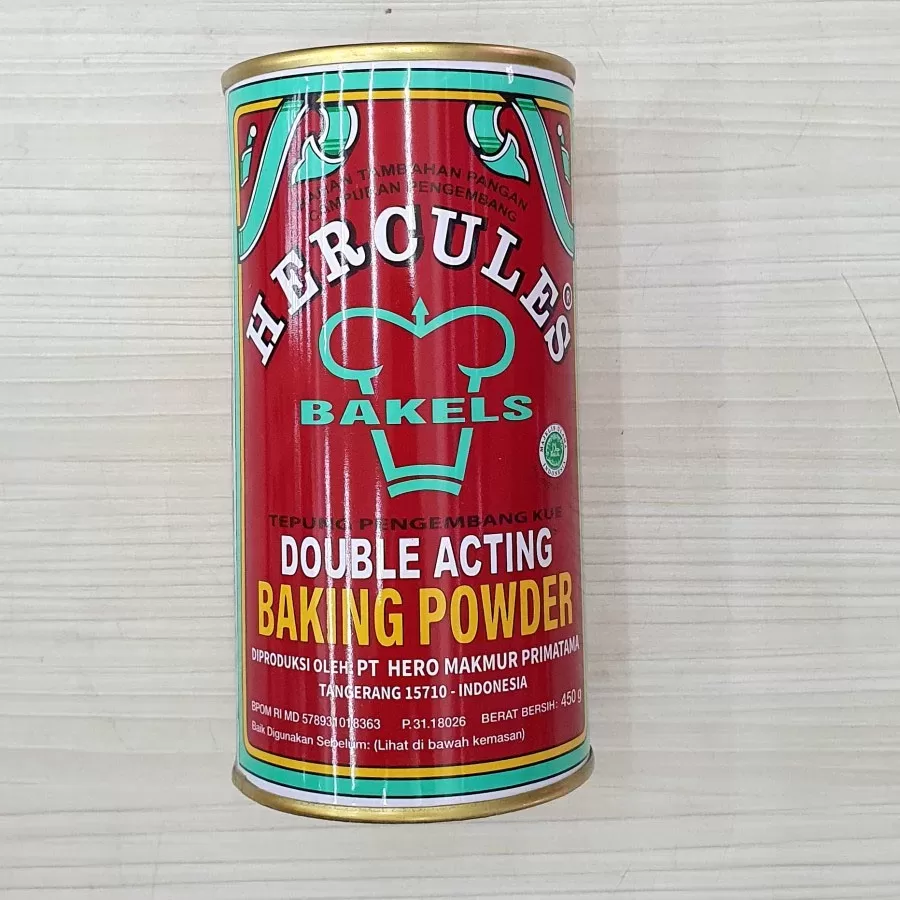 BAHAN TAMBAHAN PANGAN
CAMPURAN PENGEMBANG
HERCULES ®
BAKELS
TEPUNG PENGEMBANG KUE
DOUBLE ACTING
BAKING POWDER
DIPRODUKSI OLEH: PT HERO MAKMUR PRIMATAMA
TANGERANG 15710 - INDONESIA
BPOM RI MD 578931018363 P.31.18026 BERAT BERSIH: 450 g
Baik Digunakan Sebelum: (Lihat di bawah kemasan)